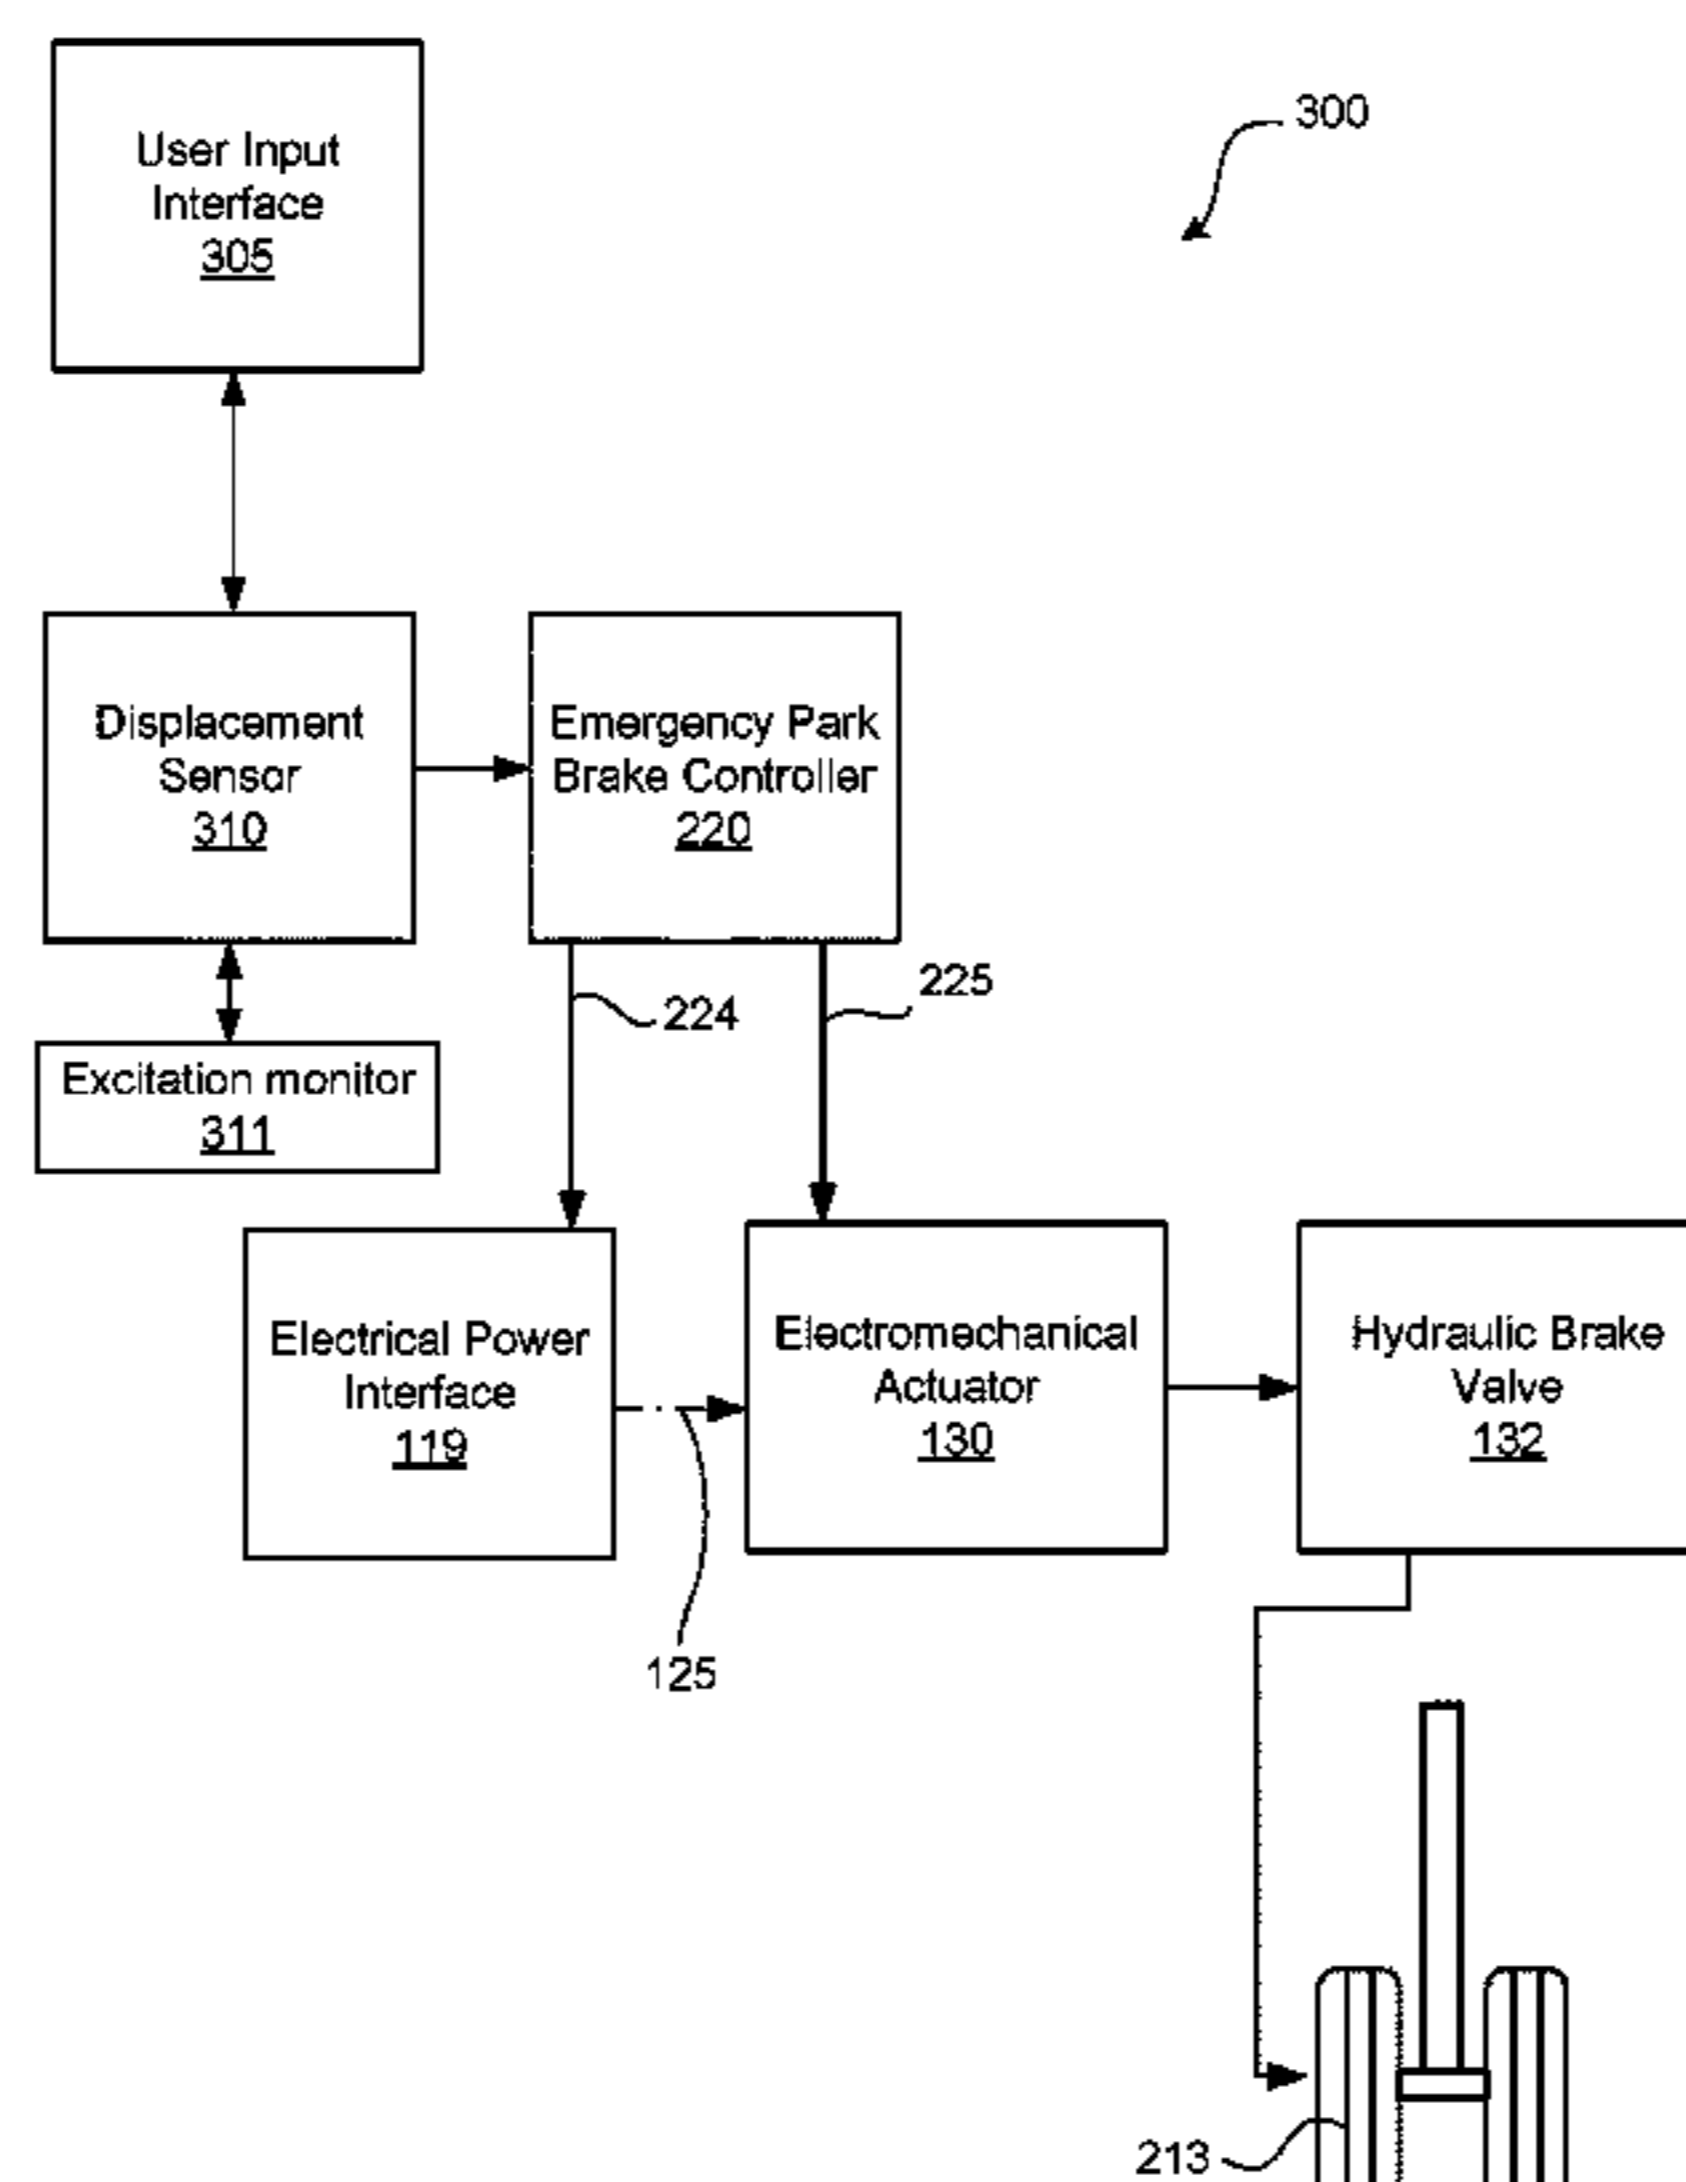 300
User Input
Interface
305
Displacement
Sensor
310
Emergency Park
Brake Controller
220
225
224
Excitation monitor
311
Electrical Power
Interface
119
Electromechanical
Actuator
130
Hydraulic Brake
Valve
132
125
213